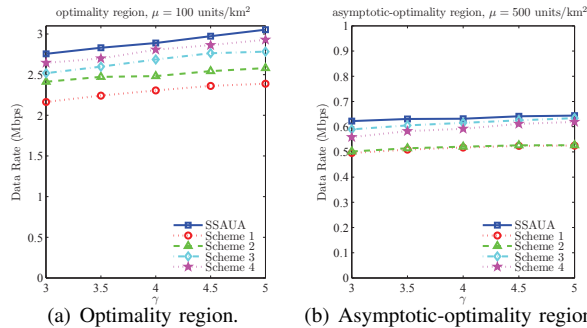 optimality region, μ = 100 units/km²
Data Rate (Mbps)
3
2.5
2
1.5
1
0.5
0
SSAUA
Scheme 1
Scheme 2
Scheme 3
Scheme 4
3 3.5 4 4.5 5
γ
(a) Optimality region.
asymptotic-optimality region, μ = 500 units/km²
Data Rate (Mbps)
1
0.9
0.8
0.7
0.6
0.5
0.4
0.3
0.2
0.1
0
SSAUA
Scheme 1
Scheme 2
Scheme 3
Scheme 4
3 3.5 4 4.5 5
γ
(b) Asymptotic-optimality region